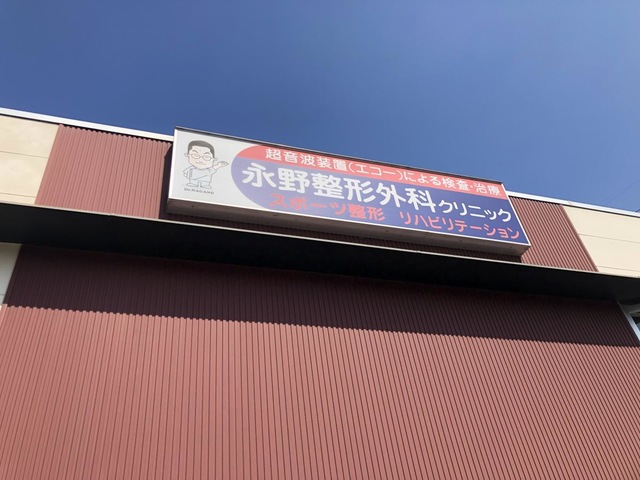 超音波装置(エコー)による検査・治療
永野整形外科クリニック
スポーツ整形 リハビリテーション
Dr.NAGANO